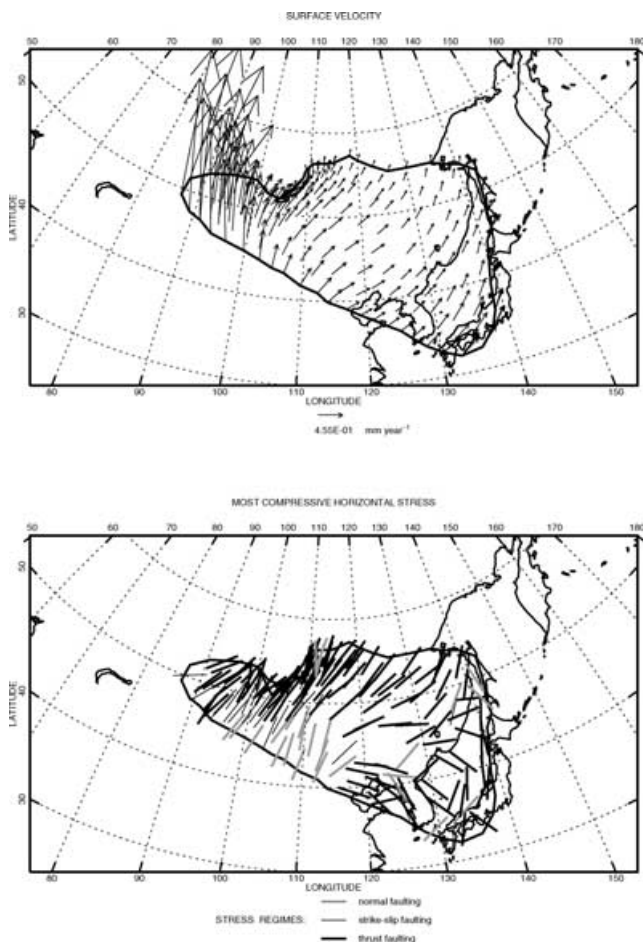 SURFACE VELOCITY
50 60 70 80 90 100 110 120 130 140 150 160 180
50
40
30
LATITUDE
80 90 100 110 120 130 140 150
LONGITUDE
4.55E-01 mm year⁻¹
MOST COMPRESSIVE HORIZONTAL STRESS
50 60 70 80 90 100 110 120 130 140 150 160 180
50
40
30
LATITUDE
80 90 100 110 120 130 140 150
LONGITUDE
normal faulting
STRESS REGIMES: strike-slip faulting
thrust faulting